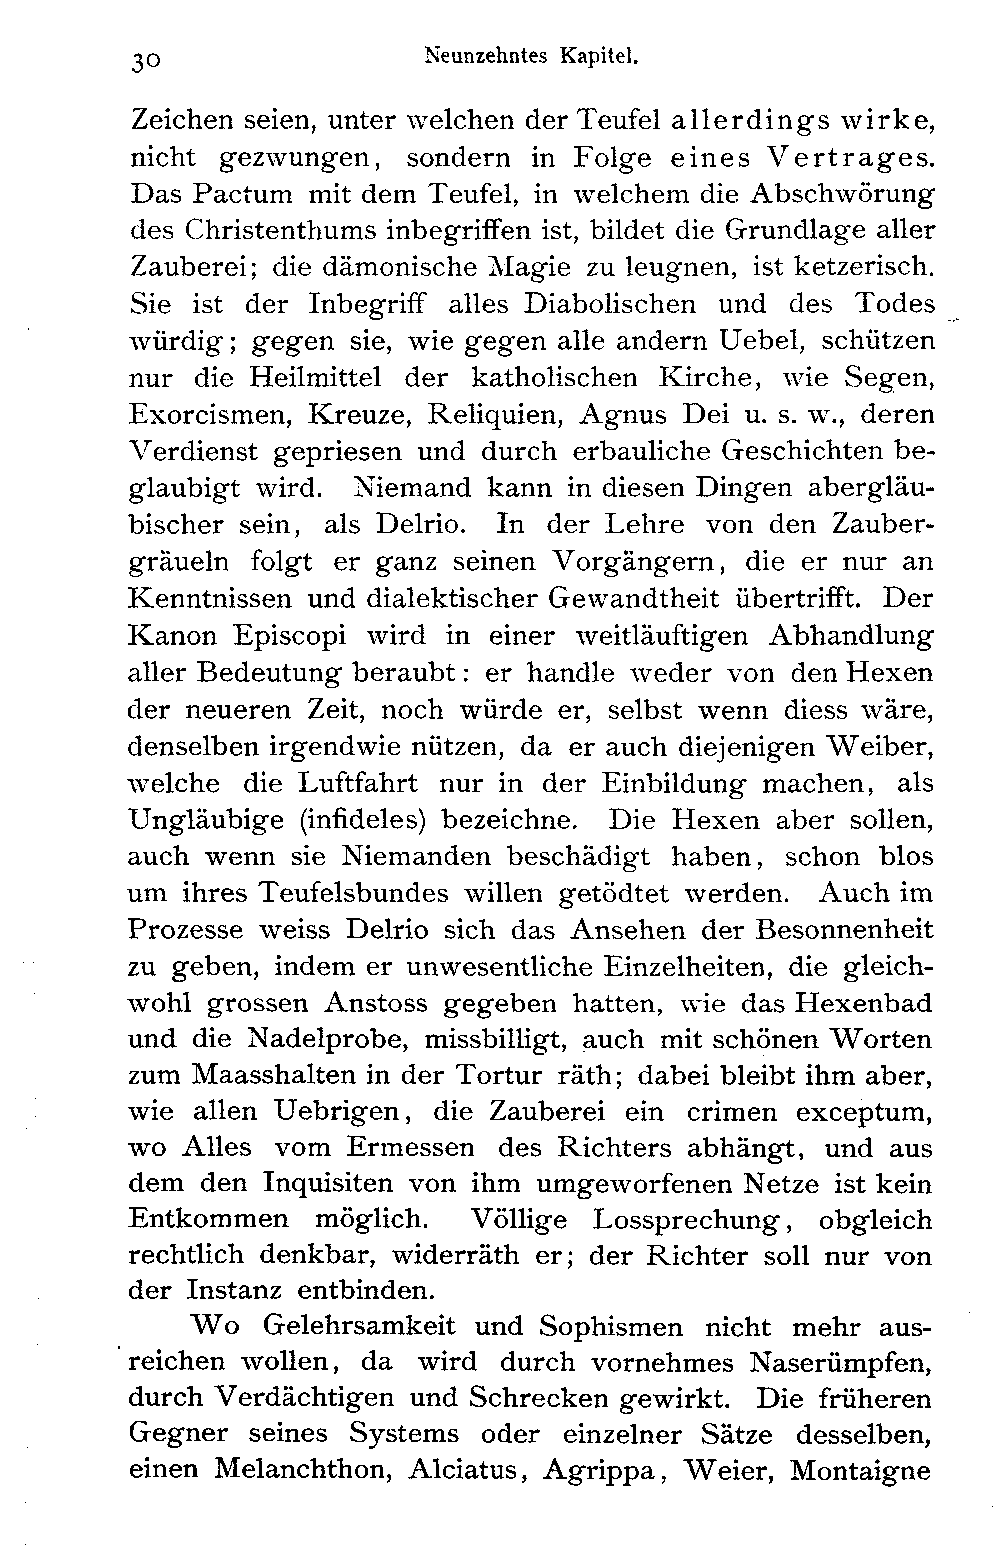 30 Neunzehntes Kapitel.
Zeichen seien, unter welchen der Teufel allerdings wirke,
nicht gezwungen, sondern in Folge eines Vertrages.
Das Pactum mit dem Teufel, in welchem die Abschwörung
des Christenthums inbegriffen ist, bildet die Grundlage aller
Zauberei; die dämonische Magie zu leugnen, ist ketzerisch.
Sie ist der Inbegriff alles Diabolischen und des Todes
würdig; gegen sie, wie gegen alle andern Uebel, schützen
nur die Heilmittel der katholischen Kirche, wie Segen,
Exorcismen, Kreuze, Reliquien, Agnus Dei u. s. w., deren
Verdienst gepriesen und durch erbauliche Geschichten be-
glaubigt wird. Niemand kann in diesen Dingen abergläu-
bischer sein, als Delrio. In der Lehre von den Zauber-
gräueln folgt er ganz seinen Vorgängern, die er nur an
Kenntnissen und dialektischer Gewandtheit übertrifft. Der
Kanon Episcopi wird in einer weitläuftigen Abhandlung
aller Bedeutung beraubt: er handle weder von den Hexen
der neueren Zeit, noch würde er, selbst wenn diess wäre,
denselben irgendwie nützen, da er auch diejenigen Weiber,
welche die Luftfahrt nur in der Einbildung machen, als
Ungläubige (infideles) bezeichne. Die Hexen aber sollen,
auch wenn sie Niemanden beschädigt haben, schon blos
um ihres Teufelsbundes willen getödtet werden. Auch im
Prozesse weiss Delrio sich das Ansehen der Besonnenheit
zu geben, indem er unwesentliche Einzelheiten, die gleich-
wohl grossen Anstoss gegeben hatten, wie das Hexenbad
und die Nadelprobe, missbilligt, auch mit schönen Worten
zum Maasshalten in der Tortur räth; dabei bleibt ihm aber,
wie allen Uebrigen, die Zauberei ein crimen exceptum,
wo Alles vom Ermessen des Richters abhängt, und aus
dem den Inquisiten von ihm umgeworfenen Netze ist kein
Entkommen möglich. Völlige Lossprechung, obgleich
rechtlich denkbar, widerräth er; der Richter soll nur von
der Instanz entbinden.
Wo Gelehrsamkeit und Sophismen nicht mehr aus-
reichen wollen, da wird durch vornehmes Naserümpfen,
durch Verdächtigen und Schrecken gewirkt. Die früheren
Gegner seines Systems oder einzelner Sätze desselben,
einen Melanchthon, Alciatus, Agrippa, Weier, Montaigne